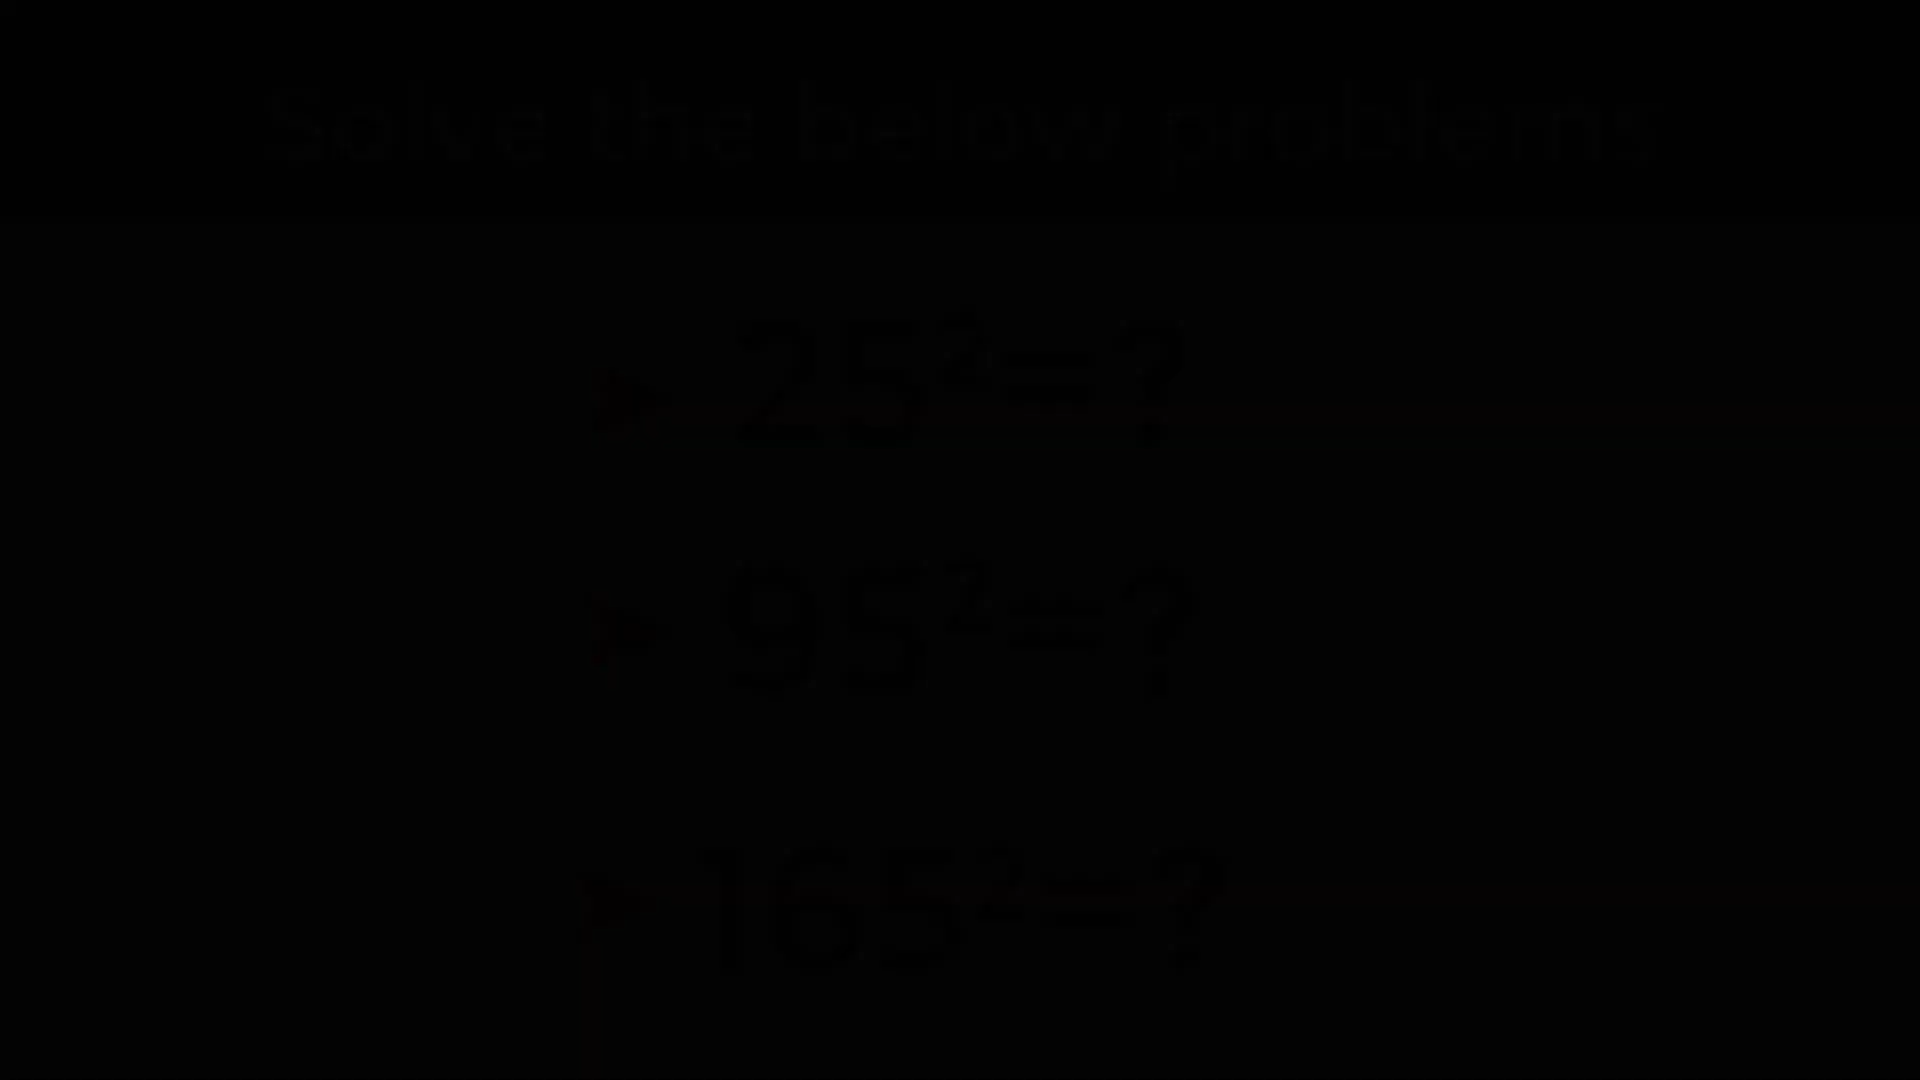 Solve the below problems
➤ 25²=?
➤ 95²=?
➤ 165²=?